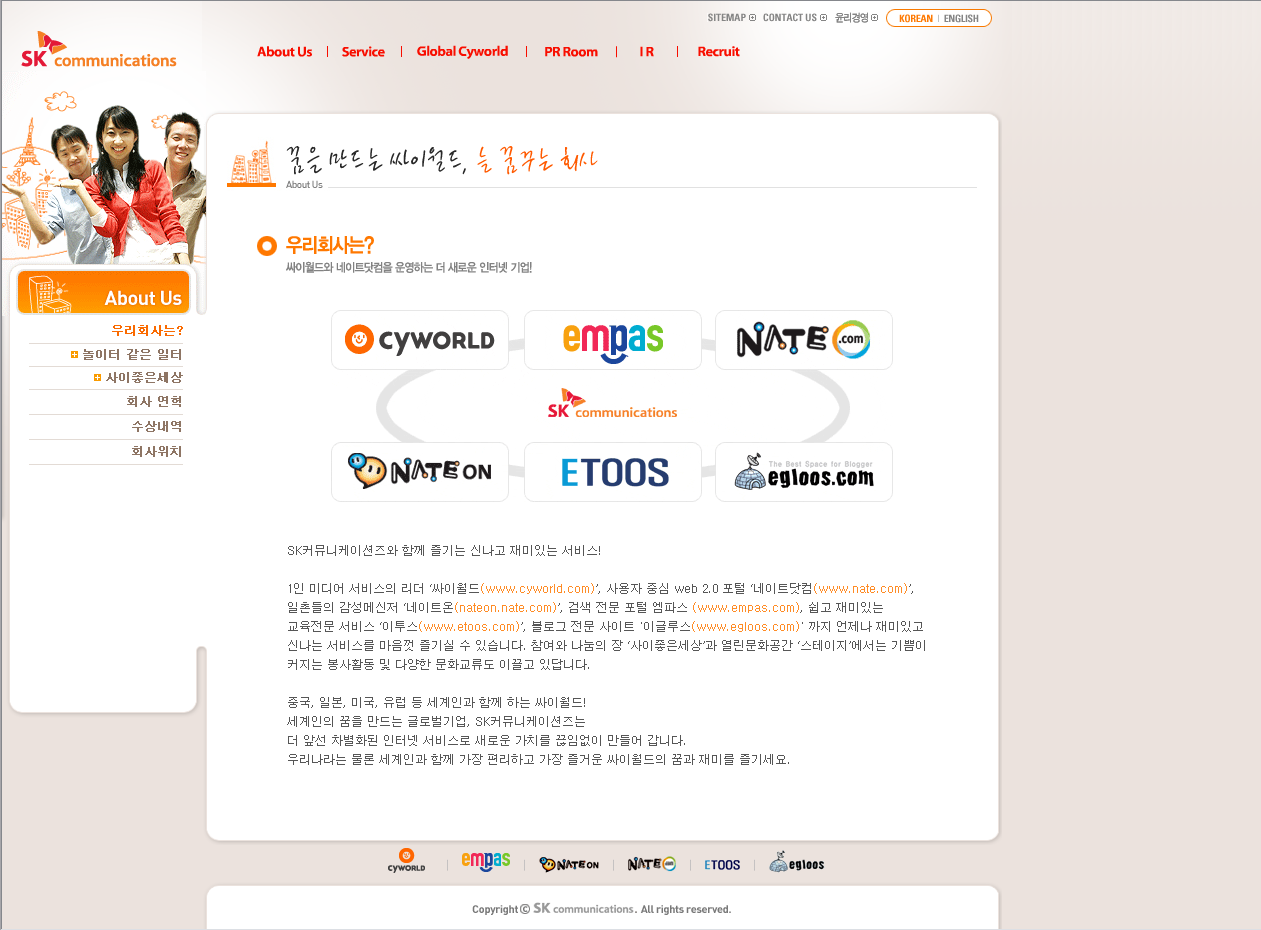 SITEMAP CONTACT US 윤리경영 KOREAN | ENGLISH
SK communications
About Us | Service | Global Cyworld | PR Room | I R | Recruit
꿈을 만드는 싸이월드, 늘 꿈꾸는 회사
About Us
우리회사는?
싸이월드와 네이트닷컴을 운영하는 더 새로운 인터넷 기업!
About Us
우리회사는?
놀이터 같은 일터
사이좋은세상
회사 연혁
수상내역
회사위치
CYWORLD
empas
NATE.com
SK communications
NATE ON
ETOOS
The Best Space for Blogger
egloos.com
SK커뮤니케이션즈와 함께 즐기는 신나고 재미있는 서비스!
1인 미디어 서비스의 리더 ‘싸이월드(www.cyworld.com)’, 사용자 중심 web 2.0 포털 ‘네이트닷컴(www.nate.com)’,
일촌들의 감성메신저 ‘네이트온(nateon.nate.com)’, 검색 전문 포털 엠파스 (www.empas.com), 쉽고 재미있는
교육전문 서비스 ‘이투스(www.etoos.com)’, 블로그 전문 사이트 '이글루스(www.egloos.com)' 까지 언제나 재미있고
신나는 서비스를 마음껏 즐기실 수 있습니다. 참여와 나눔의 장 ‘사이좋은세상’과 열린문화공간 ‘스테이지’에서는 기쁨이
커지는 봉사활동 및 다양한 문화교류도 이끌고 있답니다.
중국, 일본, 미국, 유럽 등 세계인과 함께 하는 싸이월드!
세계인의 꿈을 만드는 글로벌기업, SK커뮤니케이션즈는
더 앞선 차별화된 인터넷 서비스로 새로운 가치를 끊임없이 만들어 갑니다.
우리나라는 물론 세계인과 함께 가장 편리하고 가장 즐거운 싸이월드의 꿈과 재미를 즐기세요.
CYWORLD | empas | NATE ON | NATE.com | ETOOS | egloos
Copyright © SK communications. All rights reserved.